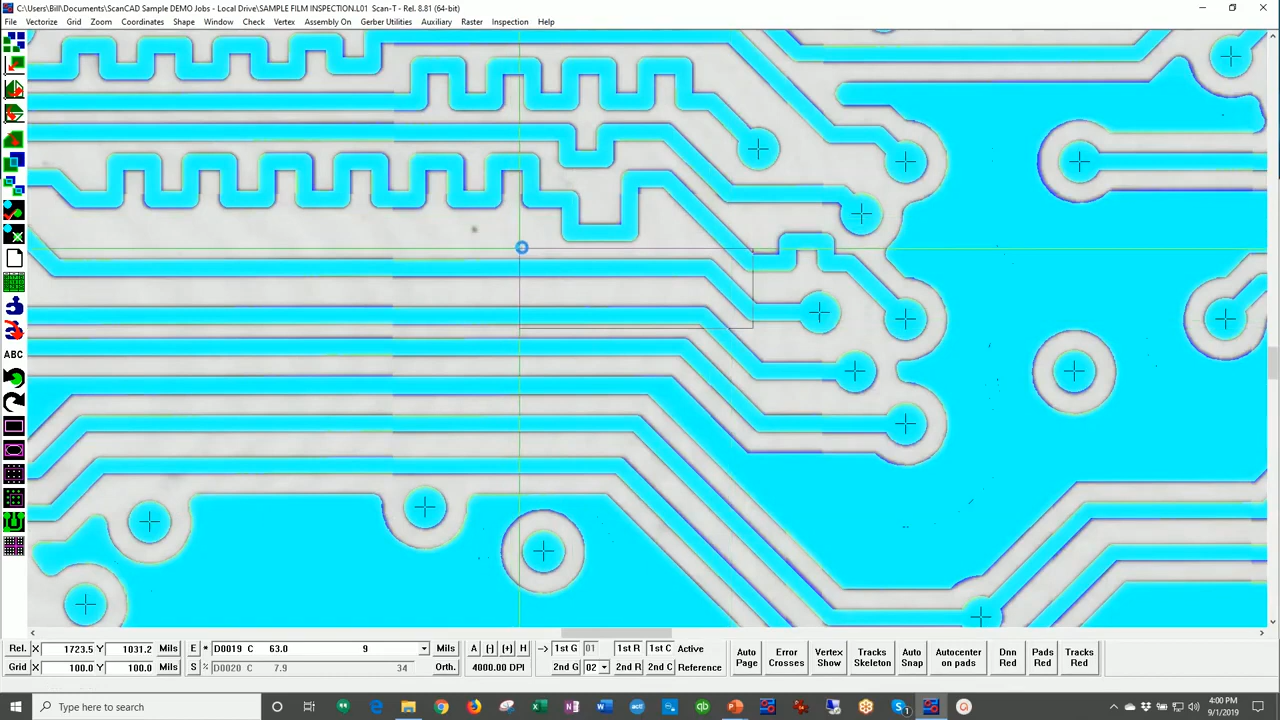 C:\Users\Bill\Documents\ScanCAD Sample DEMO Jobs - Local Drive\SAMPLE FILM INSPECTION.L01 Scan-T - Rel. 8.81 (64-bit)
File Vectorize Grid Zoom Coordinates Shape Window Check Vertex Assembly On Gerber Utilities Auxiliary Raster Inspection Help
ABC
Rel. X 1723.5 Y 1031.2 Mils E * D0019 C 63.0 9 Mils A [-] [+] H --> 1st G 01 1st R 1st C Active
Grid X 100.0 Y 100.0 Mils S % D0020 C 7.9 34 Orth. 4000.00 DPI 2nd G 02 2nd R 2nd C Reference
Auto Page
Error Crosses
Vertex Show
Tracks Skeleton
Auto Snap
Autocenter on pads
Dnn Red
Pads Red
Tracks Red
Type here to search
4:00 PM
9/1/2019